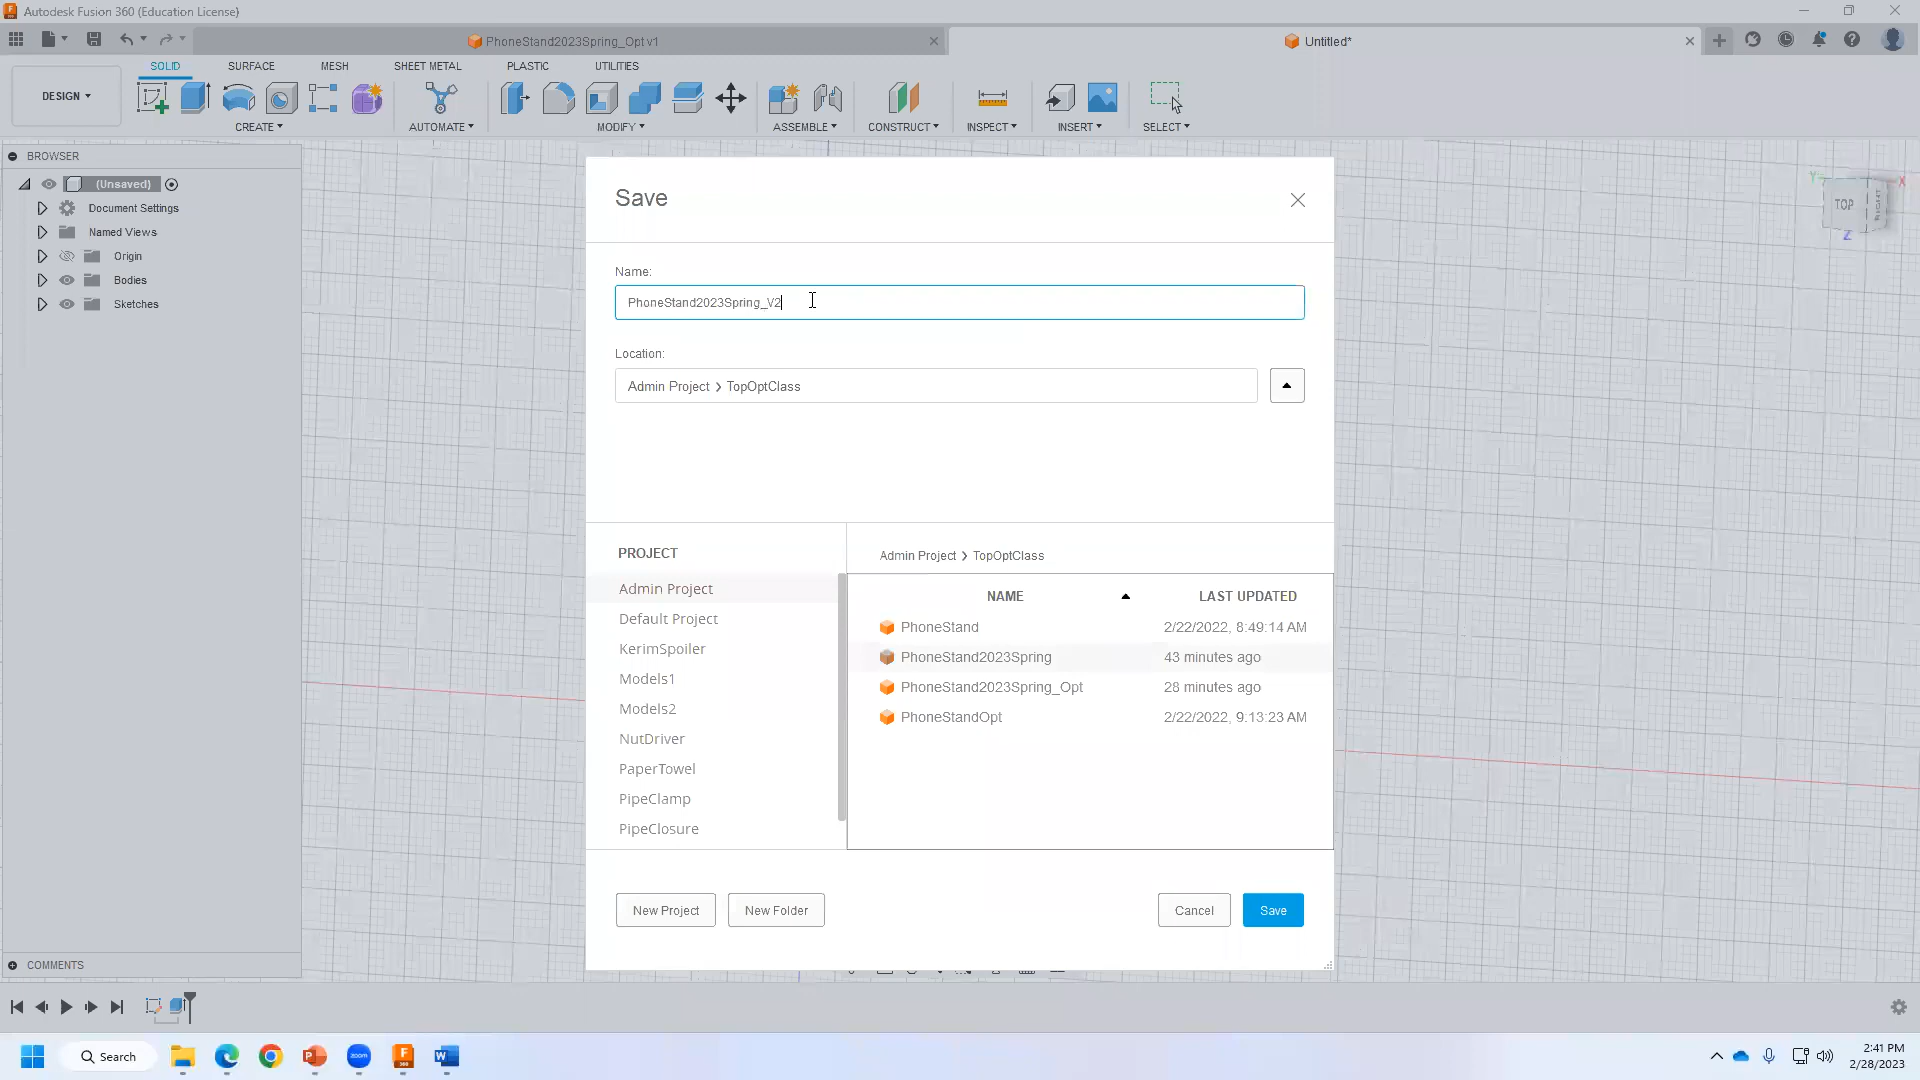 Autodesk Fusion 360 (Education License)
PhoneStand2023Spring_Opt v1
Untitled*
DESIGN
SOLID
SURFACE
MESH
SHEET METAL
PLASTIC
UTILITIES
CREATE
AUTOMATE
MODIFY
ASSEMBLE
CONSTRUCT
INSPECT
INSERT
SELECT
BROWSER
(Unsaved)
Document Settings
Named Views
Origin
Bodies
Sketches
TOP
RIGHT
X
Y
Z
Save
Name:
PhoneStand2023Spring_V2
Location:
Admin Project > TopOptClass
PROJECT
Admin Project
Default Project
KerimSpoiler
Models1
Models2
NutDriver
PaperTowel
PipeClamp
PipeClosure
Admin Project > TopOptClass
NAME LAST UPDATED
PhoneStand 2/22/2022, 8:49:14 AM
PhoneStand2023Spring 43 minutes ago
PhoneStand2023Spring_Opt 28 minutes ago
PhoneStandOpt 2/22/2022, 9:13:23 AM
New Project
New Folder
Cancel
Save
COMMENTS
Search
zoom
2:41 PM
2/28/2023